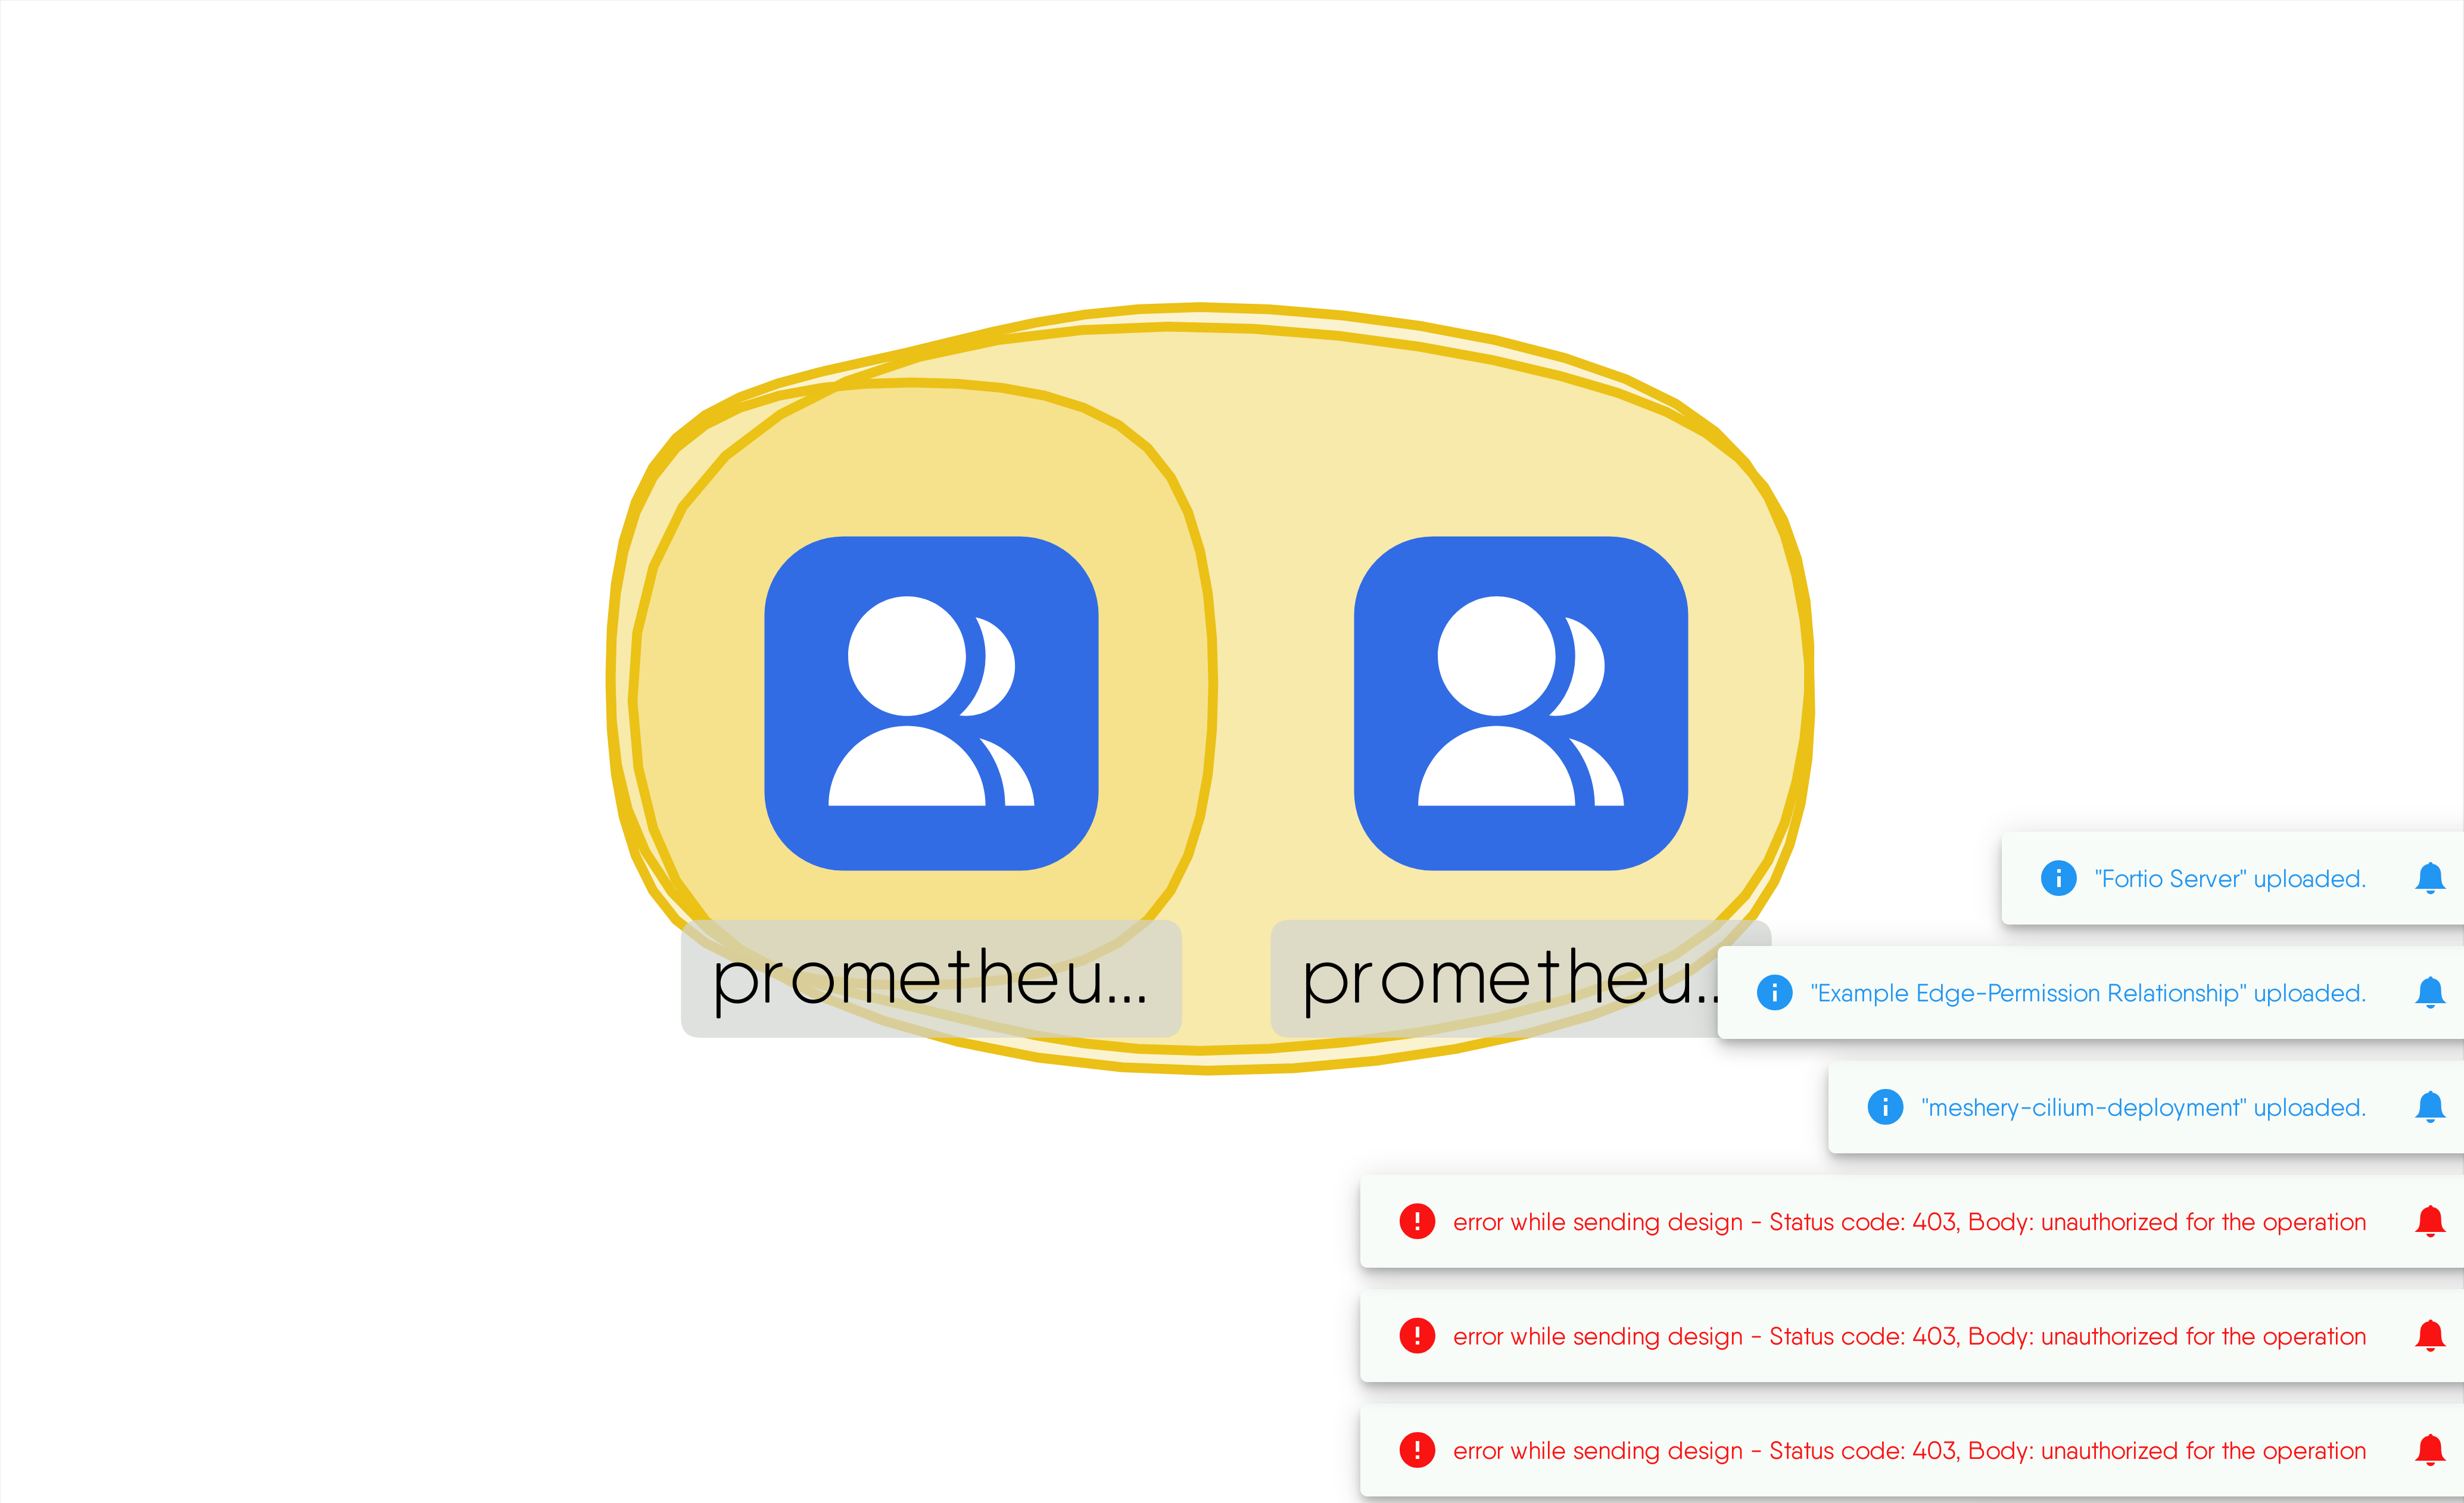 prometheu...
prometheu..
"Fortio Server" uploaded.
"Example Edge-Permission Relationship" uploaded.
"meshery-cilium-deployment" uploaded.
error while sending design - Status code: 403, Body: unauthorized for the operation
error while sending design - Status code: 403, Body: unauthorized for the operation
error while sending design - Status code: 403, Body: unauthorized for the operation